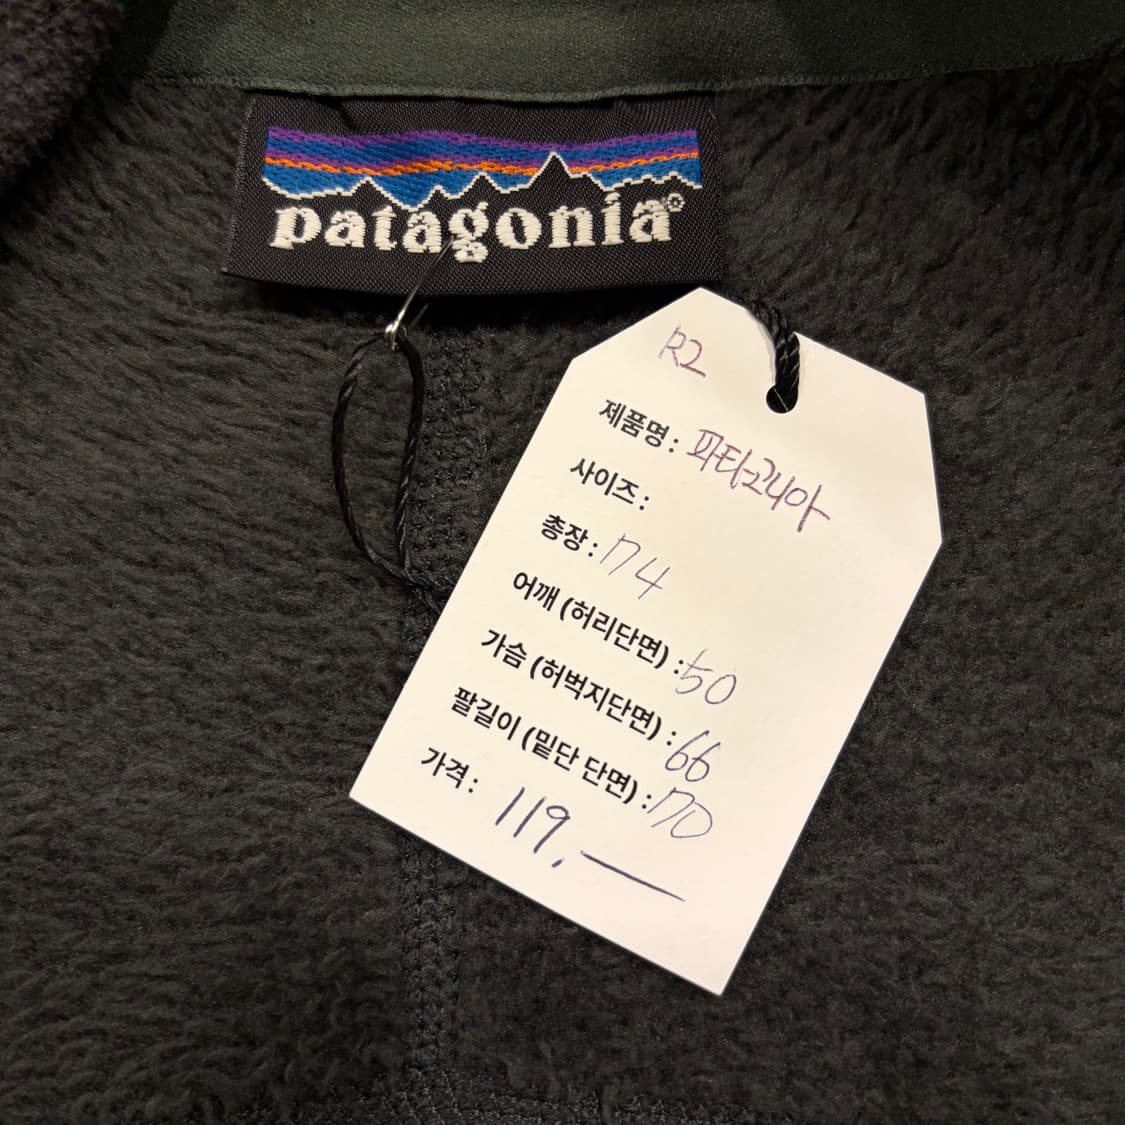 patagonia®
R2
제품명 : 파타고니아
사이즈 :
총장 : 74
어깨 (허리단면) : 50
가슴 (허벅지단면) : 66
팔길이 (밑단 단면) : 70
가격 : 119.—